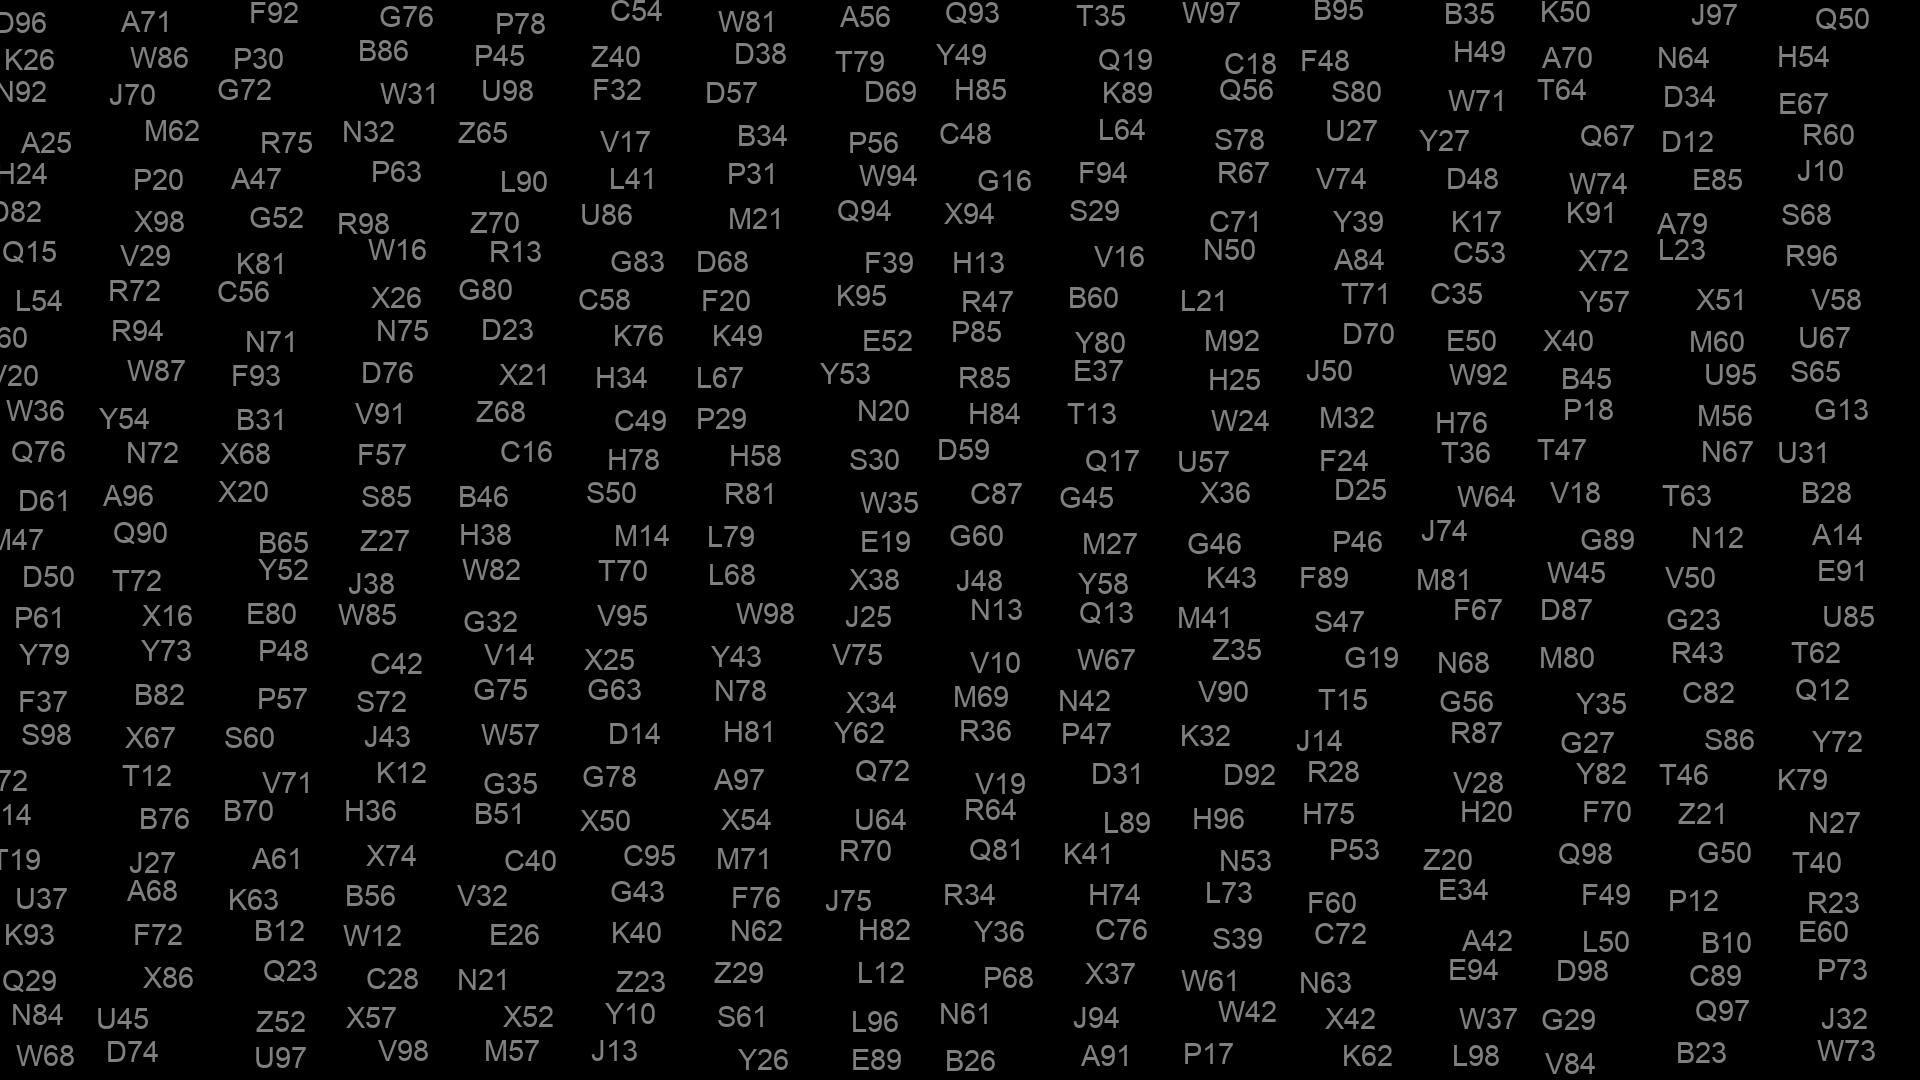 D96 A71 F92 G76 P78 C54 W81 A56 Q93 T35 W97 B95 B35 K50 J97 Q50
K26 W86 P30 B86 P45 Z40 D38 T79 Y49 Q19 C18 F48 H49 A70 N64 H54
N92 J70 G72 W31 U98 F32 D57 D69 H85 K89 Q56 S80 W71 T64 D34 E67
A25 M62 R75 N32 Z65 V17 B34 P56 C48 L64 S78 U27 Y27 Q67 D12 R60
H24 P20 A47 P63 L90 L41 P31 W94 G16 F94 R67 V74 D48 W74 E85 J10
X98 G52 R98 Z70 U86 M21 Q94 X94 S29 C71 Y39 K17 K91 A79 S68
Q15 V29 K81 W16 R13 G83 D68 F39 H13 V16 N50 A84 C53 X72 L23 R96
L54 R72 C56 X26 G80 C58 F20 K95 R47 B60 L21 T71 C35 Y57 X51 V58
60 R94 N71 N75 D23 K76 K49 E52 P85 Y80 M92 D70 E50 X40 M60 U67
V20 W87 F93 D76 X21 H34 L67 Y53 R85 E37 H25 J50 W92 B45 U95 S65
W36 Y54 B31 V91 Z68 C49 P29 N20 H84 T13 W24 M32 H76 P18 M56 G13
Q76 N72 X68 F57 C16 H78 H58 S30 D59 Q17 U57 F24 T36 T47 N67 U31
D61 A96 X20 S85 B46 S50 R81 W35 C87 G45 X36 D25 W64 V18 T63 B28
M47 Q90 B65 Z27 H38 M14 L79 E19 G60 M27 G46 P46 J74 G89 N12 A14
D50 T72 Y52 J38 W82 T70 L68 X38 J48 Y58 K43 F89 M81 W45 V50 E91
P61 X16 E80 W85 G32 V95 W98 J25 N13 Q13 M41 S47 F67 D87 G23 U85
Y79 Y73 P48 C42 V14 X25 Y43 V75 V10 W67 Z35 G19 N68 M80 R43 T62
F37 B82 P57 S72 G75 G63 N78 X34 M69 N42 V90 T15 G56 Y35 C82 Q12
S98 X67 S60 J43 W57 D14 H81 Y62 R36 P47 K32 J14 R87 G27 S86 Y72
72 T12 V71 K12 G35 G78 A97 Q72 V19 D31 D92 R28 V28 Y82 T46 K79
14 B76 B70 H36 B51 X50 X54 U64 R64 L89 H96 H75 H20 F70 Z21 N27
T19 J27 A61 X74 C40 C95 M71 R70 Q81 K41 N53 P53 Z20 Q98 G50 T40
U37 A68 K63 B56 V32 G43 F76 J75 R34 H74 L73 F60 E34 F49 P12 R23
K93 F72 B12 W12 E26 K40 N62 H82 Y36 C76 S39 C72 A42 L50 B10 E60
Q29 X86 Q23 C28 N21 Z23 Z29 L12 P68 X37 W61 N63 E94 D98 C89 P73
N84 U45 Z52 X57 X52 Y10 S61 L96 N61 J94 W42 X42 W37 G29 Q97 J32
W68 D74 U97 V98 M57 J13 Y26 E89 B26 A91 P17 K62 L98 V84 B23 W73